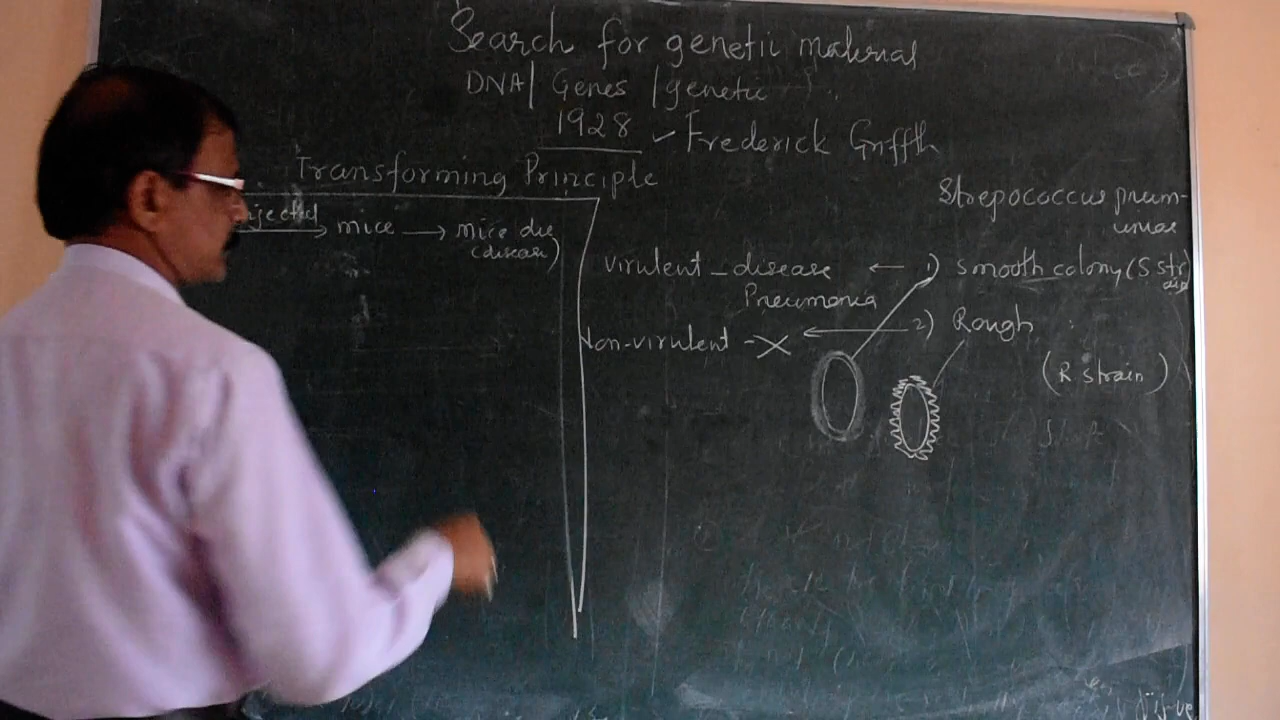 Search for genetic material
DNA/ Genes /genetic
1928 ✓ Frederick Griffth
Transforming Principle
jected → mice → mice die
(disease)
Strepococcus pneum-
uniae
virulent - disease ← 1) Smooth colony (S str
Pneumonia
Non-virulent - X ← 2) Rough
(R strain)